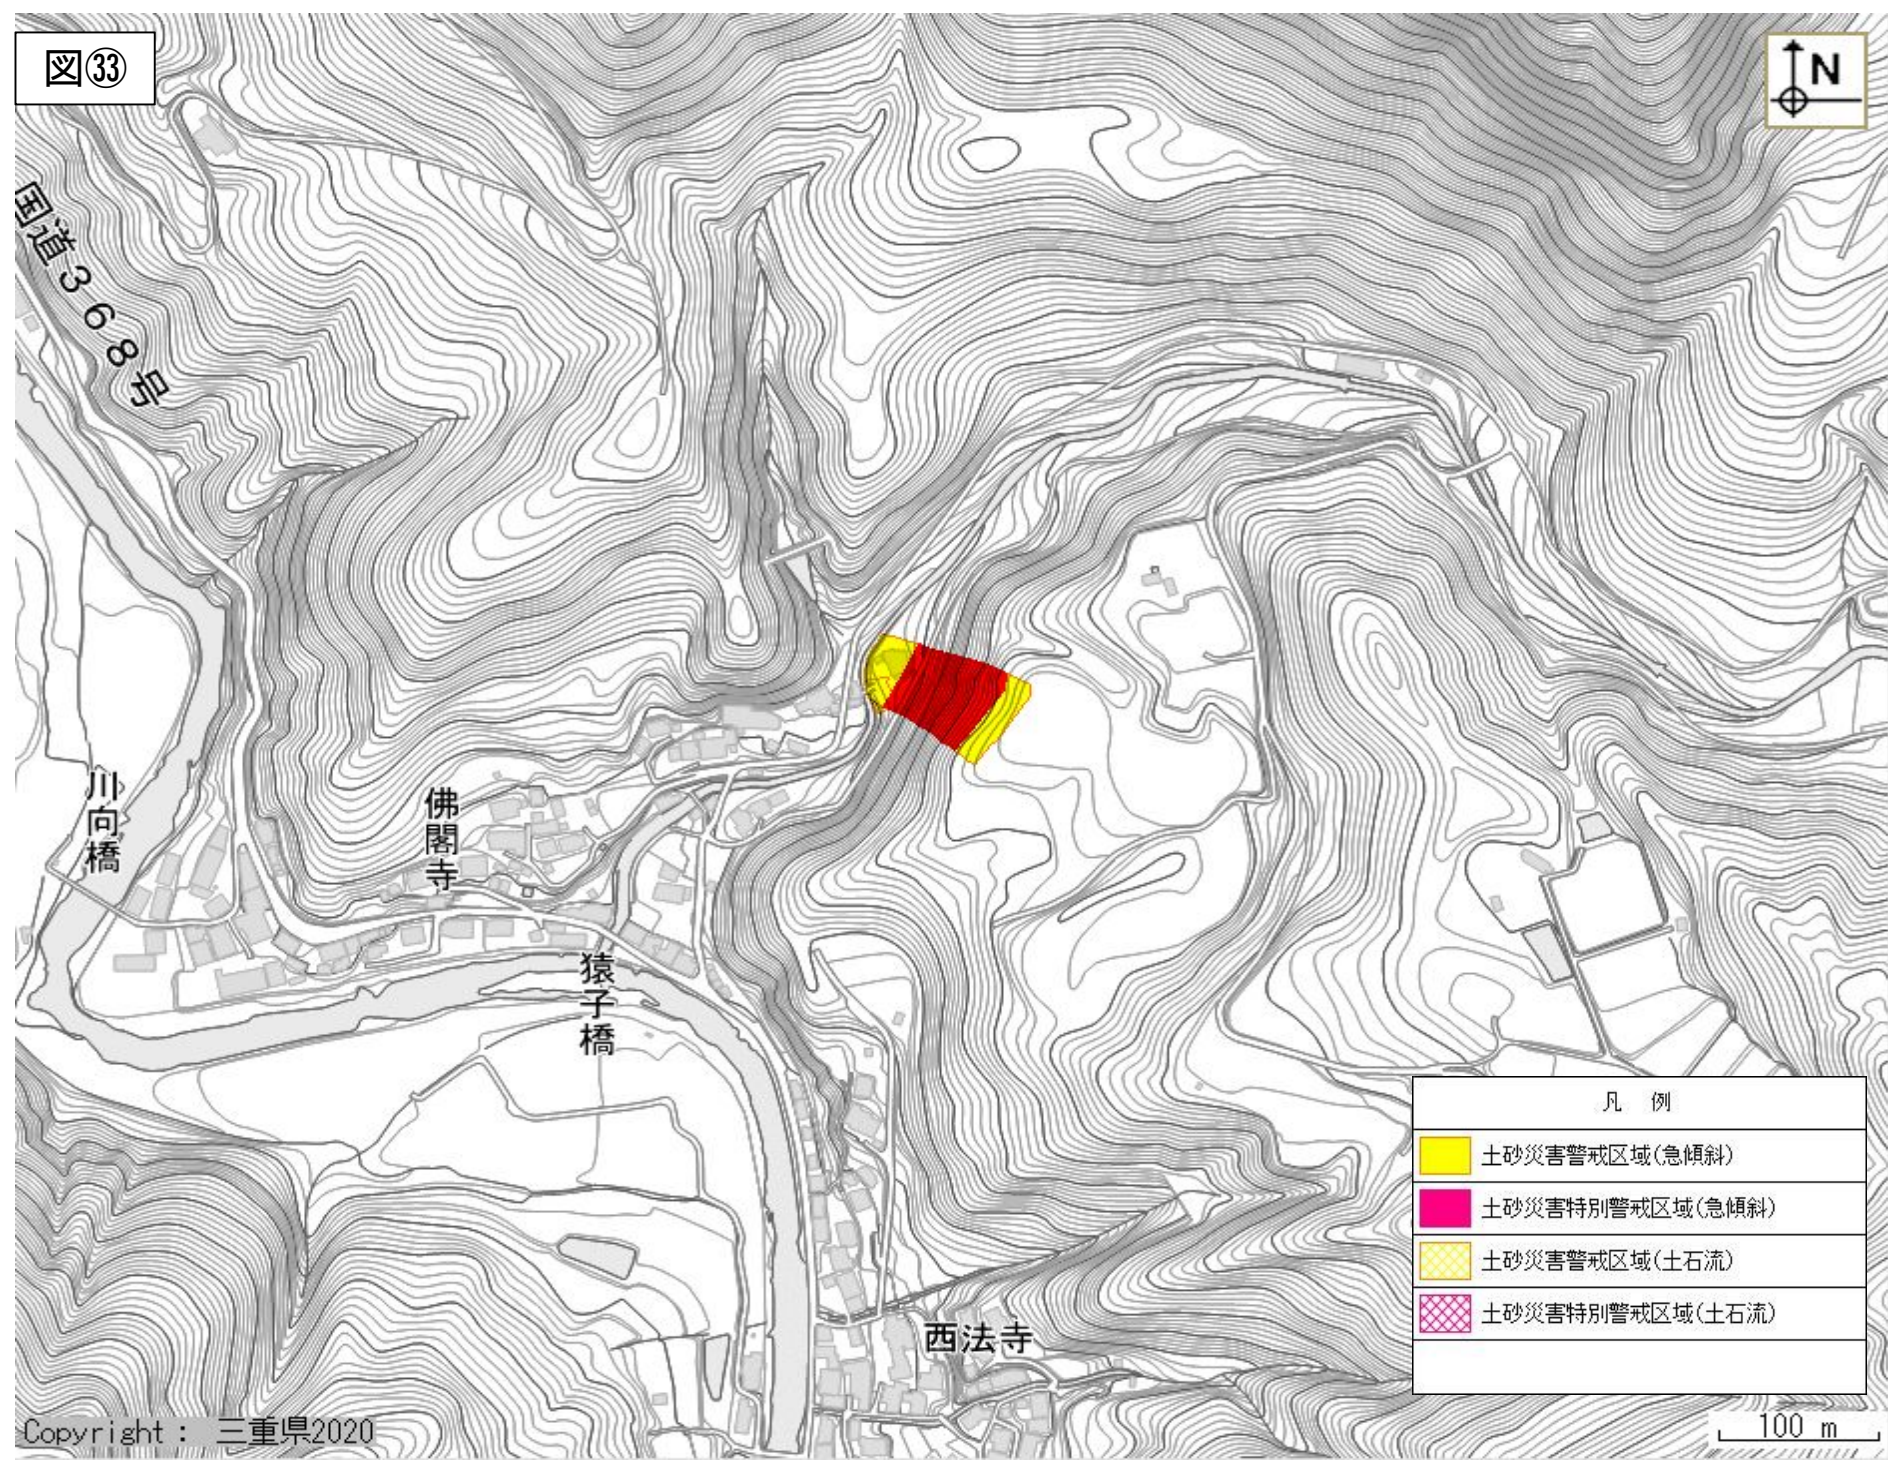 図㉝
N
国道368号
川向橋
佛閣寺
猿子橋
西法寺
凡 例
土砂災害警戒区域(急傾斜)
土砂災害特別警戒区域(急傾斜)
土砂災害警戒区域(土石流)
土砂災害特別警戒区域(土石流)
Copyright : 三重県2020
100 m